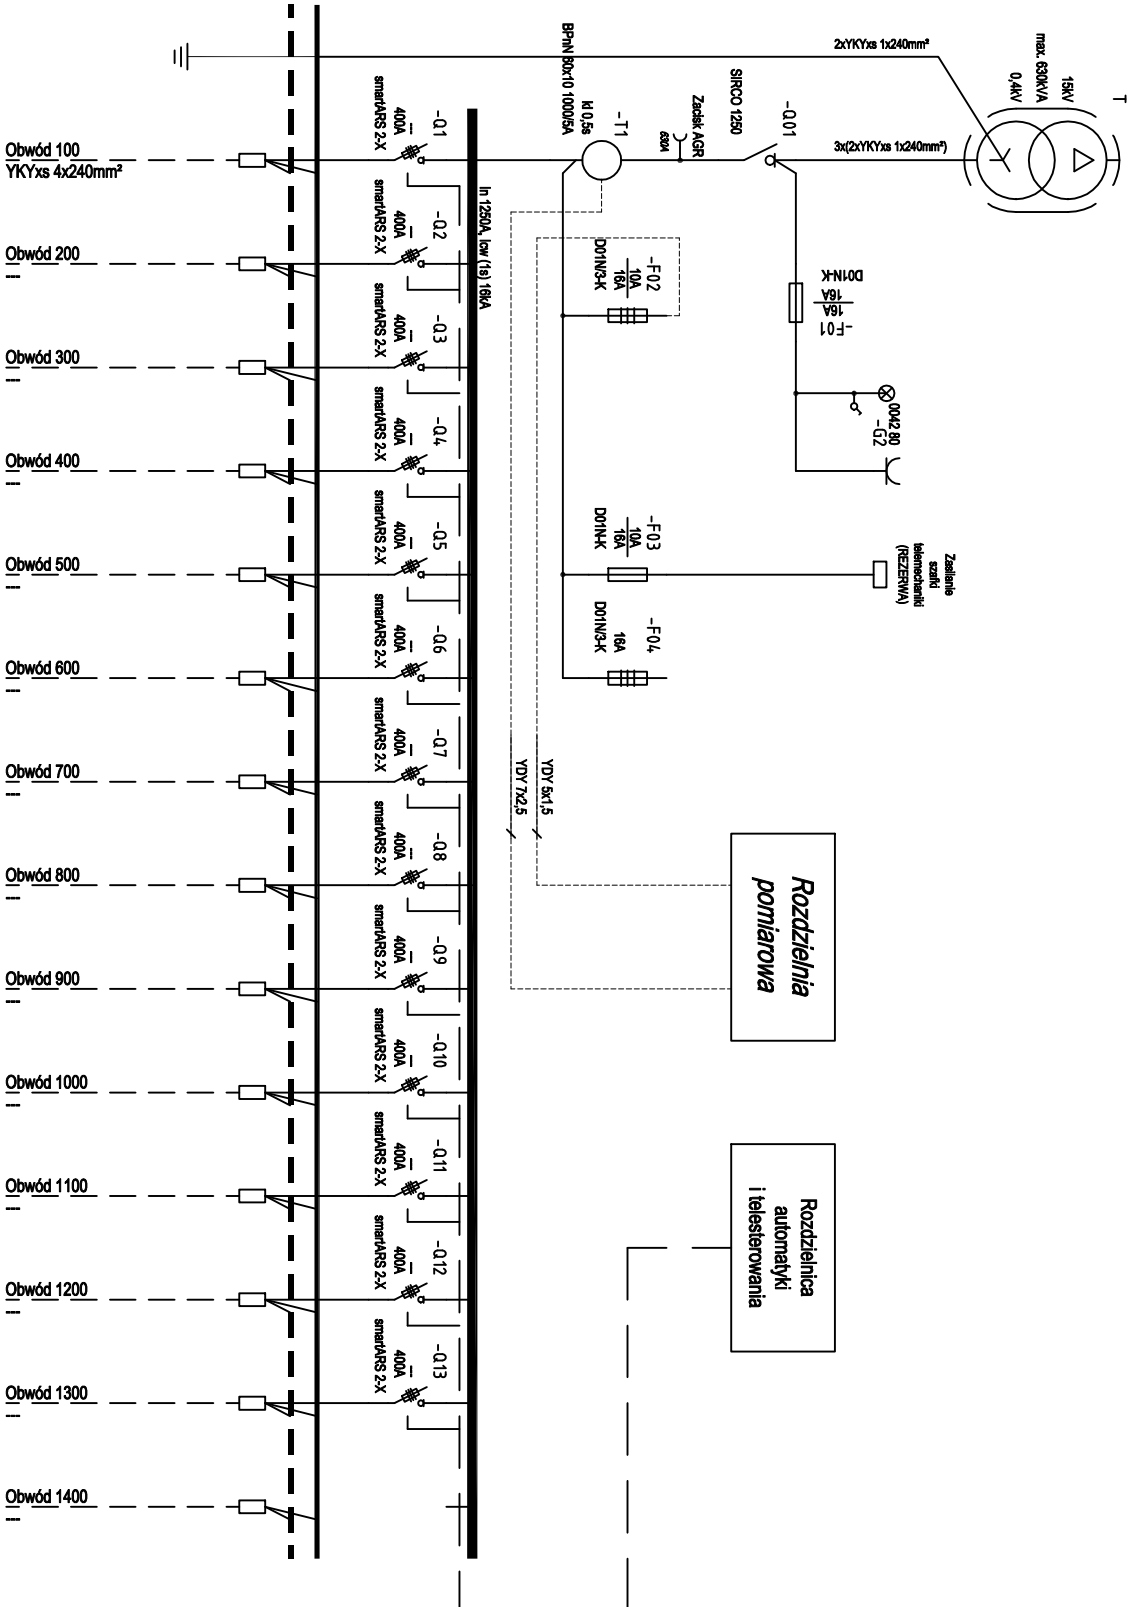 T
15kV
max. 630kVA
0,4kV
2xYKYxs 1x240mm²
3x(2xYKYxs 1x240mm²)
-Q01
SIRCO 1250
Zacisk AGR
630A
-T1
kl 0,5s
BPnN 60x10 1000/5A
-F01
16A
16A
D01N-K
0042 80
-G2
-F02
10A
16A
D01N/3-K
-F03
10A
16A
D01N-K
Zasilanie
szafki
telemechaniki
(REZERWA)
-F04
16A
D01N/3-K
YDY 5x1,5
YDY 7x2,5
Rozdzielnia
pomiarowa
Rozdzielnica
automatyki
i telesterowania
In 1250A, Icw (1s) 16kA
-Q1
---
400A
smartARS 2-X
-Q2
---
400A
smartARS 2-X
-Q3
---
400A
smartARS 2-X
-Q4
---
400A
smartARS 2-X
-Q5
---
400A
smartARS 2-X
-Q6
---
400A
smartARS 2-X
-Q7
---
400A
smartARS 2-X
-Q8
---
400A
smartARS 2-X
-Q9
---
400A
smartARS 2-X
-Q10
---
400A
smartARS 2-X
-Q11
---
400A
smartARS 2-X
-Q12
---
400A
smartARS 2-X
-Q13
---
400A
smartARS 2-X
Obwód 100
YKYxs 4x240mm²
Obwód 200
---
Obwód 300
---
Obwód 400
---
Obwód 500
---
Obwód 600
---
Obwód 700
---
Obwód 800
---
Obwód 900
---
Obwód 1000
---
Obwód 1100
---
Obwód 1200
---
Obwód 1300
---
Obwód 1400
---